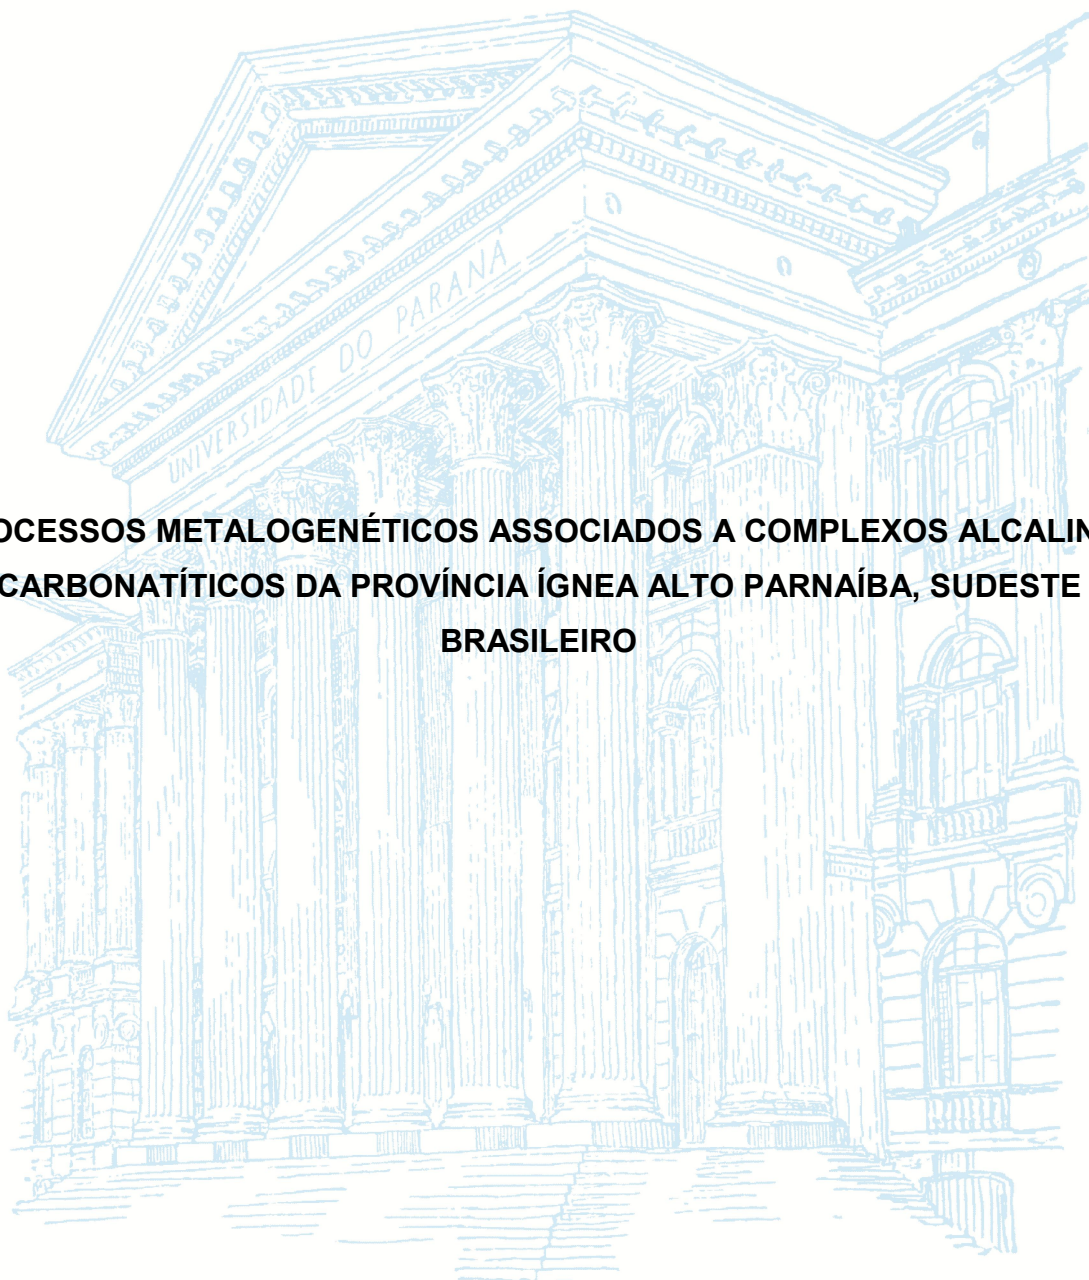 UNIVERSIDADE DO PARANÁ
OCESSOS METALOGENÉTICOS ASSOCIADOS A COMPLEXOS ALCALIN
CARBONATÍTICOS DA PROVÍNCIA ÍGNEA ALTO PARNAÍBA, SUDESTE
BRASILEIRO